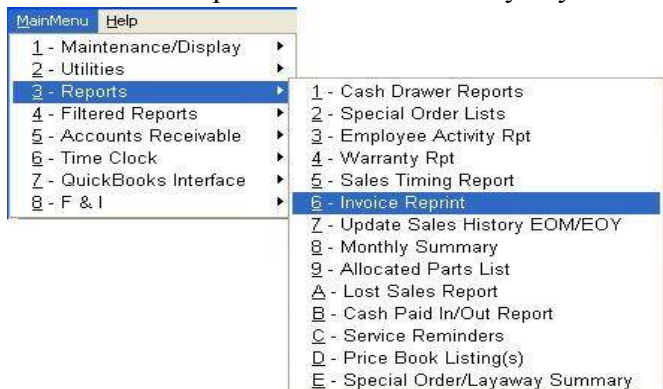 MainMenu Help
1 - Maintenance/Display
2 - Utilities
3 - Reports
4 - Filtered Reports
5 - Accounts Receivable
6 - Time Clock
7 - QuickBooks Interface
8 - F & I
1 - Cash Drawer Reports
2 - Special Order Lists
3 - Employee Activity Rpt
4 - Warranty Rpt
5 - Sales Timing Report
6 - Invoice Reprint
7 - Update Sales History EOM/EOY
8 - Monthly Summary
9 - Allocated Parts List
A - Lost Sales Report
B - Cash Paid In/Out Report
C - Service Reminders
D - Price Book Listing(s)
E - Special Order/Layaway Summary